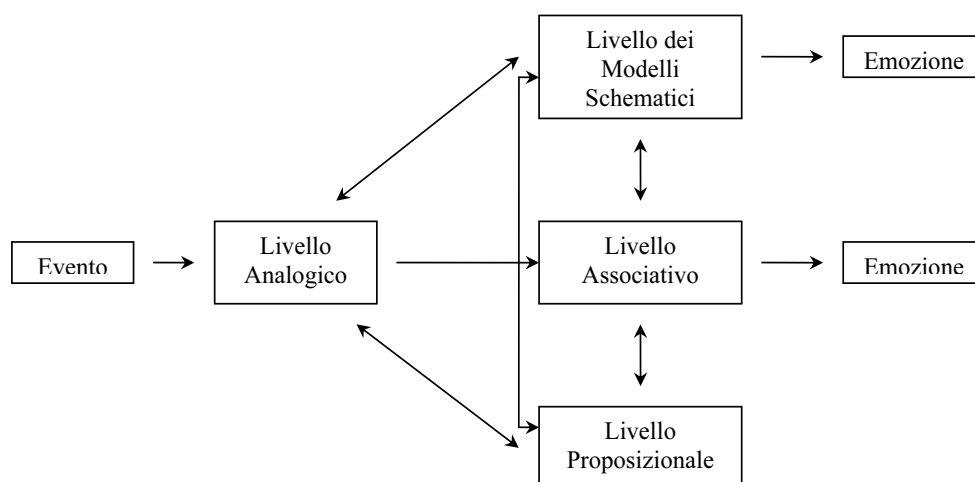 Livello dei
Modelli
Schematici
Emozione
Evento
Livello
Analogico
Livello
Associativo
Emozione
Livello
Proposizionale